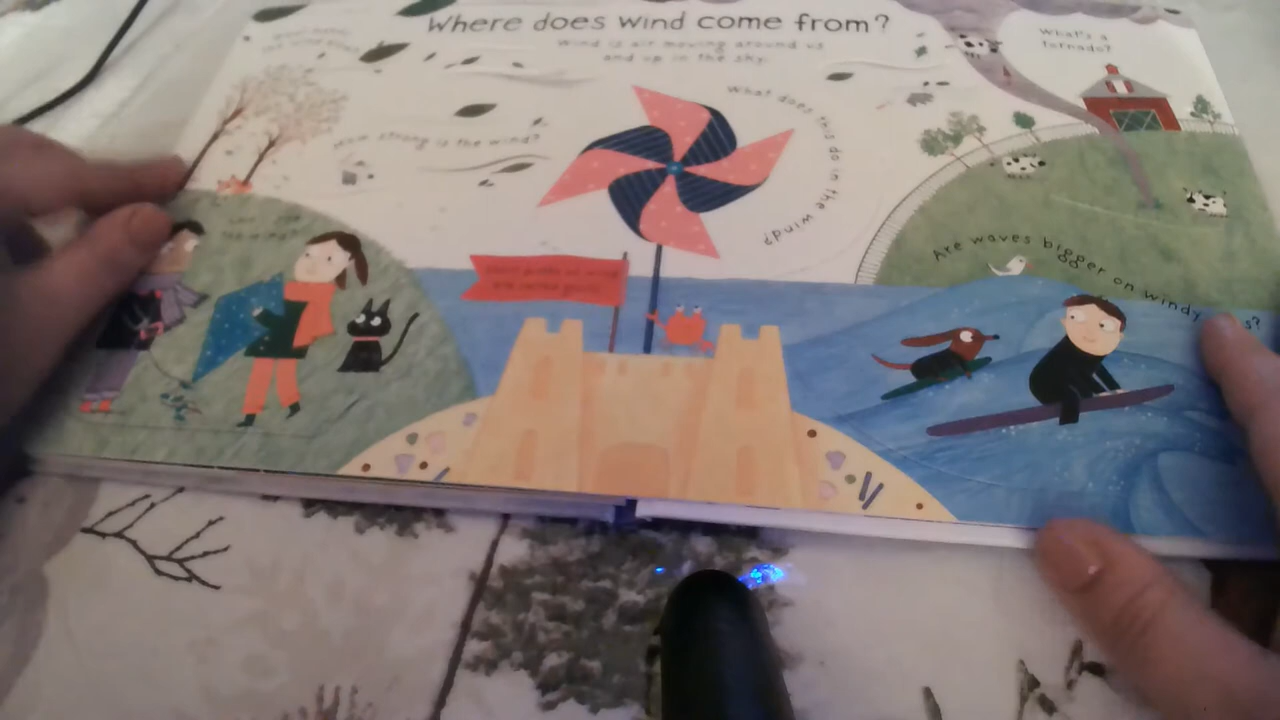 Where does wind come from?
Wind is air moving around us
and up in the sky.
What's a
tornado?
How strong is the wind?
What does this do in the wind?
Are waves bigger on windy
s?